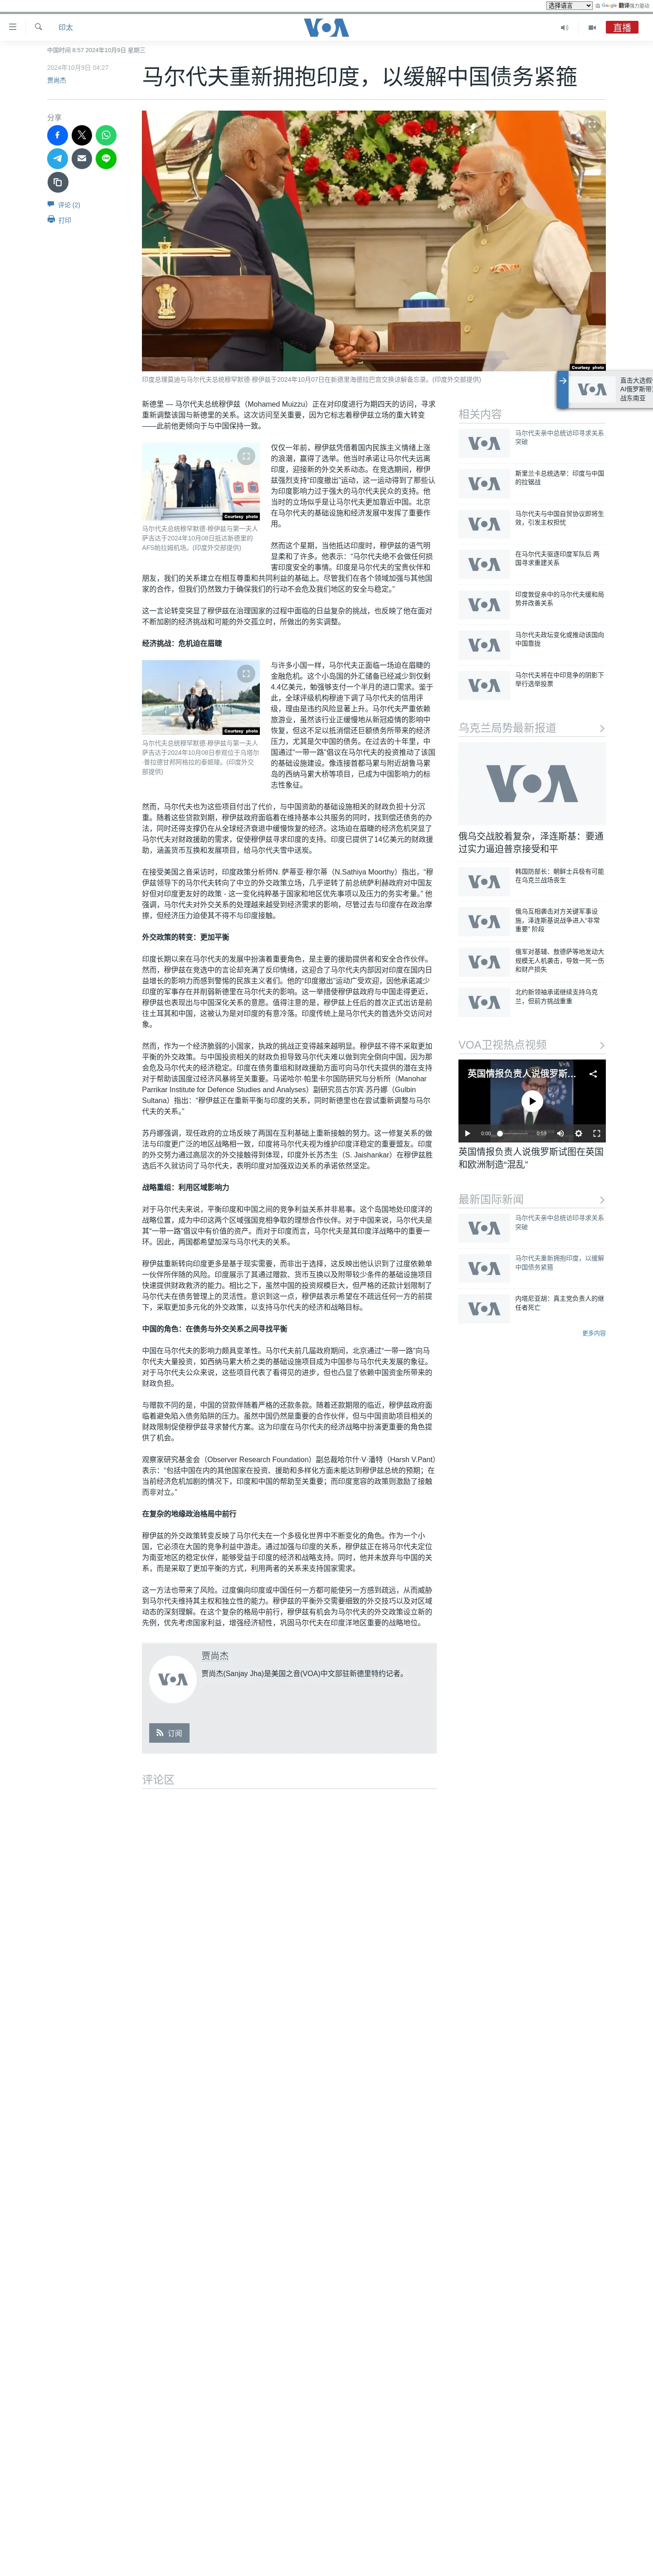 选择语言
由 Google 翻译强力驱动
印太
VOA
直播
中国时间 8:57 2024年10月9日 星期三
2024年10月9日 04:27
贾尚杰
马尔代夫重新拥抱印度，以缓解中国债务紧箍
分享
评论 (2)
打印
Courtesy photo
印度总理莫迪与马尔代夫总统穆罕默德·穆伊兹于2024年10月07日在新德里海德拉巴宫交换谅解备忘录。(印度外交部提供)
新德里 — 马尔代夫总统穆伊兹（Mohamed Muizzu）正在对印度进行为期四天的访问，寻求
重新调整该国与新德里的关系。这次访问至关重要，因为它标志着穆伊兹立场的重大转变
——此前他更倾向于与中国保持一致。
Courtesy photo
马尔代夫总统穆罕默德·穆伊兹与第一夫人
萨吉达于2024年10月08日抵达新德里的
AFS帕拉姆机场。(印度外交部提供)
仅仅一年前，穆伊兹凭借着国内民族主义情绪上涨
的浪潮，赢得了选举。他当时承诺让马尔代夫远离
印度，迎接新的外交关系动态。在竞选期间，穆伊
兹强烈支持“印度撤出”运动，这一运动得到了那些认
为印度影响力过于强大的马尔代夫民众的支持。他
当时的立场似乎是让马尔代夫更加靠近中国。北京
在马尔代夫的基础设施和经济发展中发挥了重要作
用。
然而这个星期，当他抵达印度时，穆伊兹的语气明
显柔和了许多。他表示：“马尔代夫绝不会做任何损
害印度安全的事情。印度是马尔代夫的宝贵伙伴和
朋友，我们的关系建立在相互尊重和共同利益的基础上。尽管我们在各个领域加强与其他国
家的合作，但我们仍然致力于确保我们的行动不会危及我们地区的安全与稳定。”
这一言论转变突显了穆伊兹在治理国家的过程中面临的日益复杂的挑战，也反映了他在面对
不断加剧的经济挑战和可能的外交孤立时，所做出的务实调整。
经济挑战：危机迫在眉睫
Courtesy photo
马尔代夫总统穆罕默德·穆伊兹与第一夫人
萨吉达于2024年10月08日参观位于乌塔尔
·普拉德甘邦阿格拉的泰姬陵。(印度外交
部提供)
与许多小国一样，马尔代夫正面临一场迫在眉睫的
金融危机。这个小岛国的外汇储备已经减少到仅剩
4.4亿美元，勉强够支付一个半月的进口需求。鉴于
此，全球评级机构穆迪下调了马尔代夫的信用评
级，理由是违约风险显著上升。马尔代夫严重依赖
旅游业，虽然该行业正缓慢地从新冠疫情的影响中
恢复，但这不足以抵消偿还巨额债务所带来的经济
压力，尤其是欠中国的债务。在过去的十年里，中
国通过“一带一路”倡议在马尔代夫的投资推动了该国
的基础设施建设。像连接首都马累与附近胡鲁马累
岛的西纳马累大桥等项目，已成为中国影响力的标
志性象征。
然而，马尔代夫也为这些项目付出了代价，与中国资助的基础设施相关的财政负担十分沉
重。随着这些贷款到期，穆伊兹政府面临着在维持基本公共服务的同时，找到偿还债务的办
法，同时还得支撑仍在从全球经济衰退中缓慢恢复的经济。这场迫在眉睫的经济危机突显了
马尔代夫对财政援助的需求，促使穆伊兹寻求印度的支持。印度已提供了14亿美元的财政援
助，涵盖货币互换和发展项目，给马尔代夫雪中送炭。
在接受美国之音采访时，印度政策分析师N. 萨蒂亚·穆尔蒂（N.Sathiya Moorthy）指出，“穆
伊兹领导下的马尔代夫转向了中立的外交政策立场，几乎逆转了前总统萨利赫政府对中国友
好但对印度更友好的政策 - 这一变化纯粹基于国家和地区优先事项以及压力的务实考量。” 他
强调，马尔代夫对外交关系的处理越来越受到经济需求的影响，尽管过去与印度存在政治摩
擦，但经济压力迫使其不得不与印度接触。
外交政策的转变：更加平衡
印度长期以来在马尔代夫的发展中扮演着重要角色，是主要的援助提供者和安全合作伙伴。
然而，穆伊兹在竞选中的言论却充满了反印情绪，这迎合了马尔代夫内部因对印度在国内日
益增长的影响力而感到警惕的民族主义者们。他的“印度撤出”运动广受欢迎，因他承诺减少
印度的军事存在并削弱新德里在马尔代夫的影响。这一举措使穆伊兹政府与中国走得更近，
穆伊兹也表现出与中国深化关系的意愿。值得注意的是，穆伊兹上任后的首次正式出访是前
往土耳其和中国，这被认为是对印度的有意冷落。印度传统上是马尔代夫的首选外交访问对
象。
然而，作为一个经济脆弱的小国家，执政的挑战正变得越来越明显。穆伊兹不得不采取更加
平衡的外交政策。与中国投资相关的财政负担导致马尔代夫难以做到完全倒向中国，因为那
会危及马尔代夫的经济稳定。印度在债务重组和财政援助方面可向马尔代夫提供的潜在支持
对于帮助该国度过经济风暴将至关重要。马诺哈尔·帕里卡尔国防研究与分析所（Manohar
Parrikar Institute for Defence Studies and Analyses）副研究员古尔宾·苏丹娜（Gulbin
Sultana）指出：“穆伊兹正在重新平衡与印度的关系，同时新德里也在尝试重新调整与马尔
代夫的关系。”
苏丹娜强调，现任政府的立场反映了两国在互利基础上重新接触的努力。这一修复关系的努
力也与印度更广泛的地区战略相一致，印度将马尔代夫视为维护印度洋稳定的重要盟友。印度
的外交努力通过高层次的外交接触得到体现，印度外长苏杰生（S.Jaishankar）在穆伊兹胜
选后不久就访问了马尔代夫，表明印度对加强双边关系的承诺依然坚定。
战略重组：利用区域影响力
对于马尔代夫来说，平衡印度和中国之间的竞争利益关系并非易事。这个岛国地处印度洋的
战略位置，成为中印这两个区域强国竞相争取的理想合作伙伴。对于中国来说，马尔代夫是
其“一带一路”倡议中有价值的资产。而对于印度而言，马尔代夫是其印度洋战略中的重要一
环。因此，两国都希望加深与马尔代夫的关系。
穆伊兹重新转向印度更多是基于现实需要，而非出于选择，这反映出他认识到了过度依赖单
一伙伴所伴随的风险。印度展示了其通过赠款、货币互换以及附带较少条件的基础设施项目
快速提供财政救济的能力。相比之下，虽然中国的投资规模巨大，但严格的还款计划限制了
马尔代夫在债务管理上的灵活性。意识到这一点，穆伊兹表示希望在不疏远任何一方的前提
下，采取更加多元化的外交政策，以支持马尔代夫的经济和战略目标。
中国的角色：在债务与外交关系之间寻找平衡
中国在马尔代夫的影响力颇具变革性。马尔代夫前几届政府期间，北京通过“一带一路”向马
尔代夫大量投资，如西纳马累大桥之类的基础设施项目成为中国参与马尔代夫发展的象征。
对于马尔代夫公众来说，这些项目代表了看得见的进步，但也凸显了依赖中国资金所带来的
财政负担。
与赠款不同的是，中国的贷款伴随着严格的还款条款。随着还款期限的临近，穆伊兹政府面
临着避免陷入债务陷阱的压力。虽然中国仍然是重要的合作伙伴，但与中国资助项目相关的
财政限制促使穆伊兹寻求替代方案。这为印度在马尔代夫的经济战略中扮演更重要的角色提
供了机会。
观察家研究基金会（Observer Research Foundation）副总裁哈尔什·V·潘特（Harsh V.Pant）
表示：“包括中国在内的其他国家在投资、援助和多样化方面未能达到穆伊兹总统的预期；在
当前经济危机加剧的情况下，印度和中国的帮助至关重要；而印度宽容的政策则激励了接触
而非对立。”
在复杂的地缘政治格局中前行
穆伊兹的外交政策转变反映了马尔代夫在一个多极化世界中不断变化的角色。作为一个小
国，它必须在大国的竞争利益中游走。通过加强与印度的关系，穆伊兹正在将马尔代夫定位
为南亚地区的稳定伙伴，能够受益于印度的经济和战略支持。同时，他并未放弃与中国的关
系，而是采取了更加平衡的方式，利用两者的关系来支持国家需求。
这一方法也带来了风险。过度偏向印度或中国任何一方都可能使另一方感到疏远，从而威胁
到马尔代夫维持其主权和独立性的能力。穆伊兹的平衡外交需要细致的外交技巧以及对区域
动态的深刻理解。在这个复杂的格局中前行，穆伊兹有机会为马尔代夫的外交政策设立新的
先例，优先考虑国家利益，增强经济韧性，巩固马尔代夫在印度洋地区重要的战略地位。
VOA
贾尚杰
贾尚杰(Sanjay Jha)是美国之音(VOA)中文部驻新德里特约记者。
订阅
评论区
VOA
直击大选假
AI俄罗斯带
战东南亚
相关内容
VOA
马尔代夫亲中总统访印寻求关系
突破
VOA
斯里兰卡总统选举：印度与中国
的拉锯战
VOA
马尔代夫与中国自贸协议即将生
效，引发主权担忧
VOA
在马尔代夫驱逐印度军队后 两
国寻求重建关系
VOA
印度敦促亲中的马尔代夫缓和局
势并改善关系
VOA
马尔代夫政坛变化或推动该国向
中国靠拢
VOA
马尔代夫将在中印竞争的阴影下
举行选举投票
乌克兰局势最新报道
VOA
俄乌交战胶着复杂，泽连斯基：要通
过实力逼迫普京接受和平
VOA
韩国防部长：朝鲜士兵极有可能
在乌克兰战场丧生
VOA
俄乌互相袭击对方关键军事设
施，泽连斯基说战争进入“非常
重要” 阶段
VOA
俄军对基辅、敖德萨等地发动大
规模无人机袭击，导致一死一伤
和财产损失
VOA
北约新领袖承诺继续支持乌克
兰，但前方挑战重重
VOA卫视热点视频
VOA
英国情报负责人说俄罗斯...
0:00
0:59
英国情报负责人说俄罗斯试图在英国
和欧洲制造“混乱”
最新国际新闻
VOA
马尔代夫亲中总统访印寻求关系
突破
VOA
马尔代夫重新拥抱印度，以缓解
中国债务紧箍
VOA
内塔尼亚胡：真主党负责人的继
任者死亡
更多内容